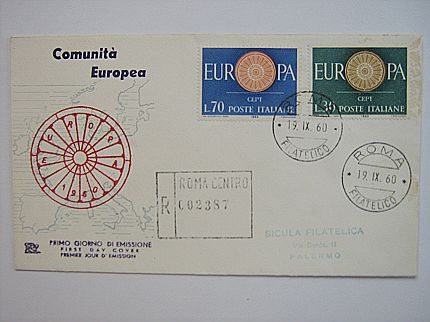 Comunità
Europea
EUROPA
CEPT
L.70 POSTE ITALIANE
EUROPA
CEPT
L.30 POSTE ITALIANE
ROMA
19. IX. 60
FILATELICO
ROMA
19. IX. 60
FILATELICO
EUROPA
1960
ROMA CENTRO
R
002387
PRIMO GIORNO DI EMISSIONE
FIRST DAY COVER
PREMIER JOUR D'EMISSION
SICULA FILATELICA
PALERMO